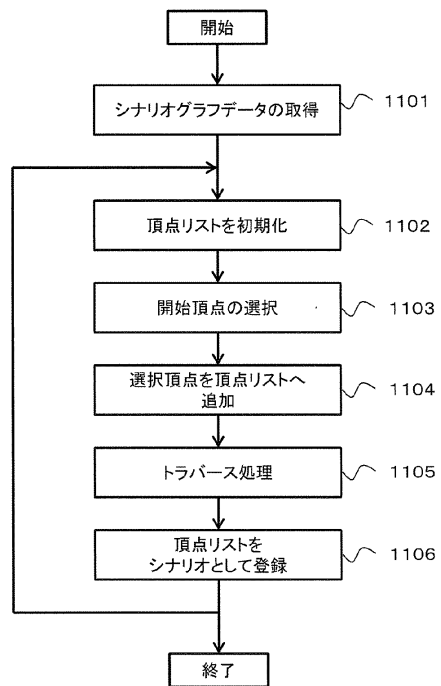 開始
シナリオグラフデータの取得
1101
頂点リストを初期化
1102
開始頂点の選択
1103
選択頂点を頂点リストへ
追加
1104
トラバース処理
1105
頂点リストを
シナリオとして登録
1106
終了